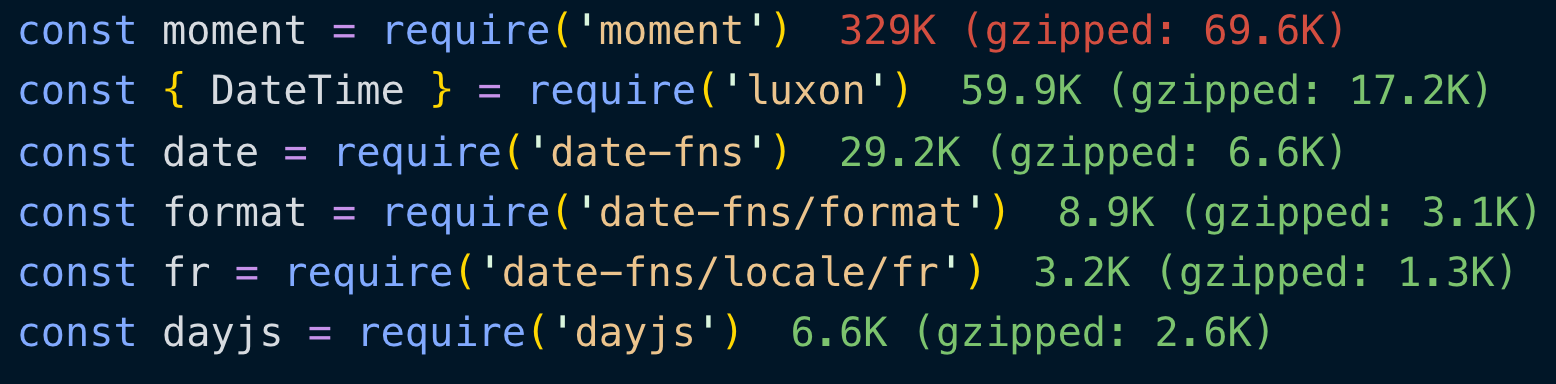 const moment = require('moment')  329K (gzipped: 69.6K)
const { DateTime } = require('luxon')  59.9K (gzipped: 17.2K)
const date = require('date-fns')  29.2K (gzipped: 6.6K)
const format = require('date-fns/format')  8.9K (gzipped: 3.1K)
const fr = require('date-fns/locale/fr')  3.2K (gzipped: 1.3K)
const dayjs = require('dayjs')  6.6K (gzipped: 2.6K)